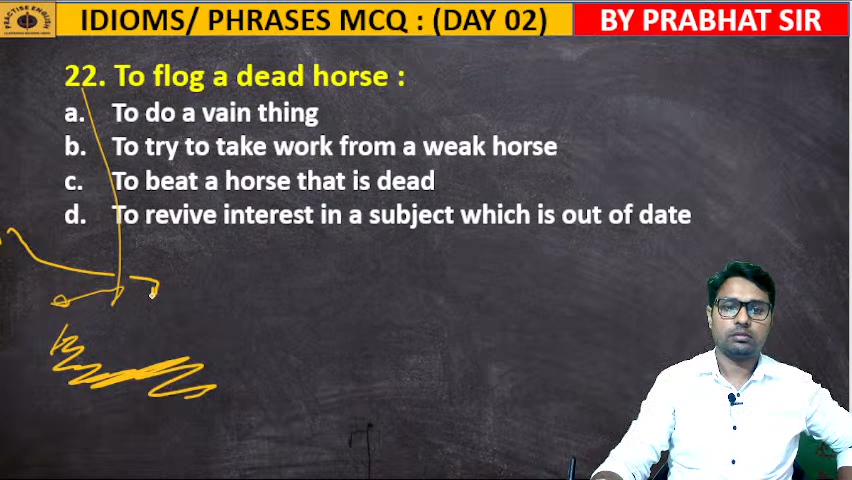 PRACTISE ENGLISH
IDIOMS/ PHRASES MCQ : (DAY 02)
BY PRABHAT SIR
22. To flog a dead horse :
a. To do a vain thing
b. To try to take work from a weak horse
c. To beat a horse that is dead
d. To revive interest in a subject which is out of date